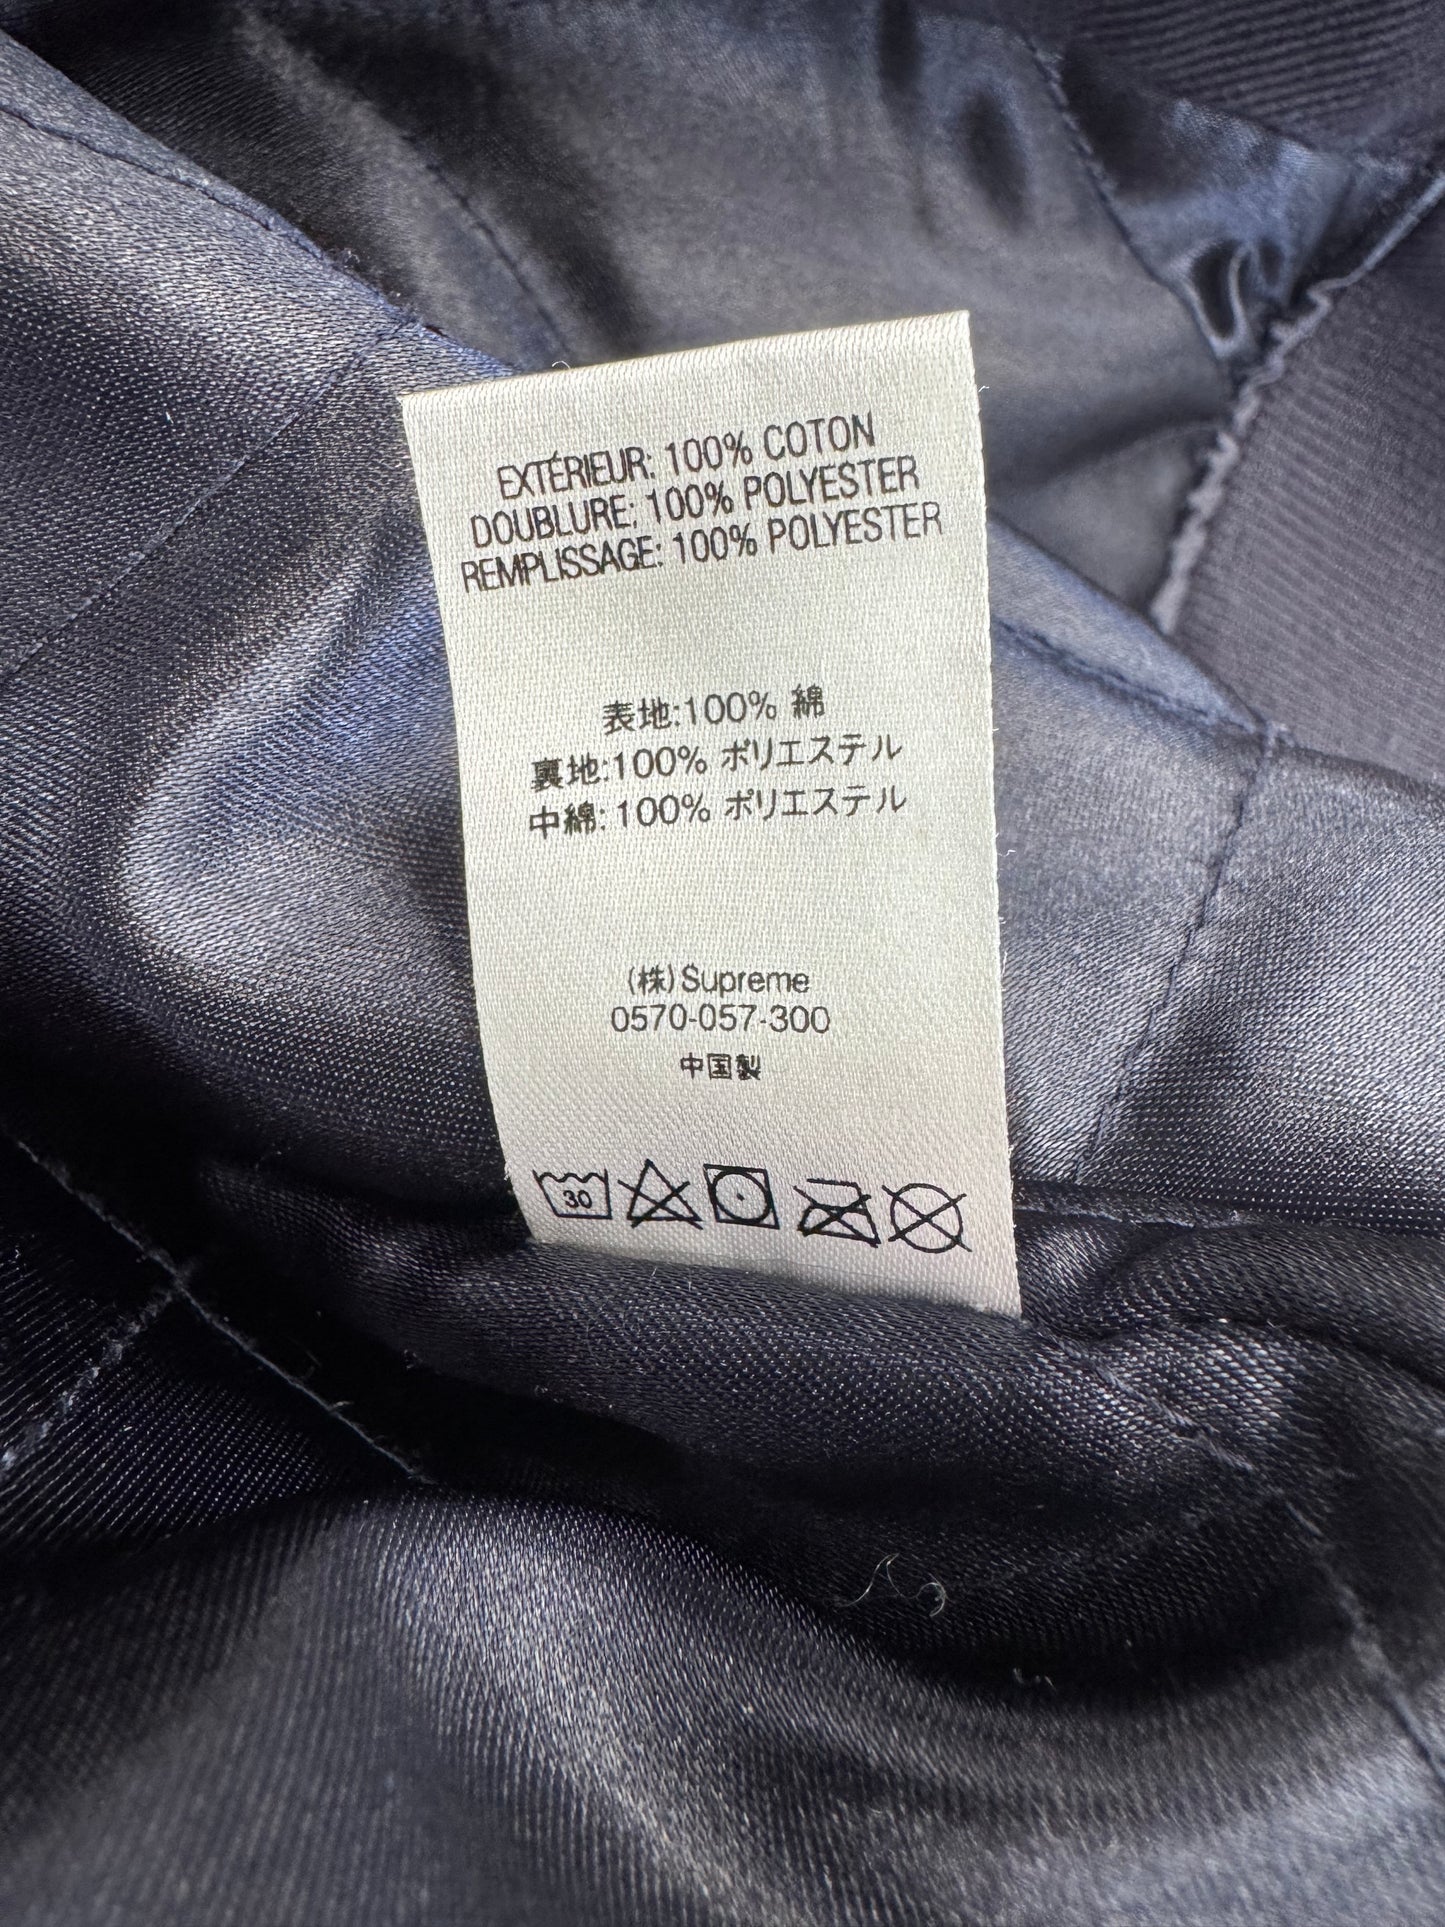 EXTÉRIEUR: 100% COTON
DOUBLURE: 100% POLYESTER
REMPLISSAGE: 100% POLYESTER
表地:100% 綿
裏地:100% ポリエステル
中綿: 100% ポリエステル
(株)Supreme
0570-057-300
中国製
30